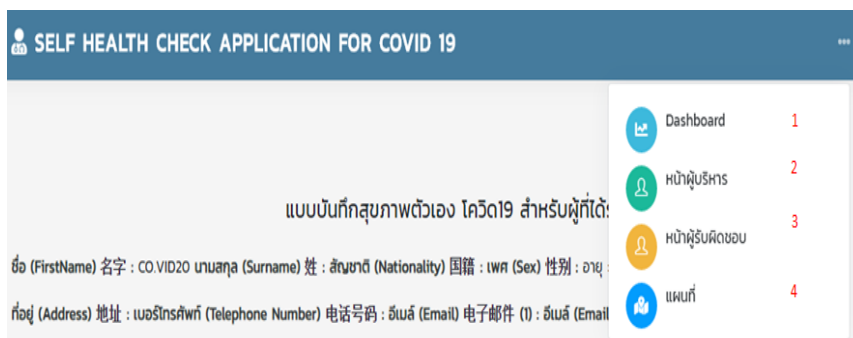 SELF HEALTH CHECK APPLICATION FOR COVID 19
Dashboard 1
หน้าผู้บริหาร 2
หน้าผู้รับผิดชอบ 3
แผนที่ 4
แบบบันทึกสุขภาพตัวเอง โควิด19 สำหรับผู้ที่ได้
ชื่อ (FirstName) 名字 : CO.VID20 นามสกุล (Surname) 姓 : สัญชาติ (Nationality) 国籍 : เพศ (Sex) 性别 : อายุ :
ที่อยู่ (Address) 地址 : เบอร์โทรศัพท์ (Telephone Number) 电话号码 : อีเมล์ (Email) 电子邮件 (1) : อีเมล์ (Email